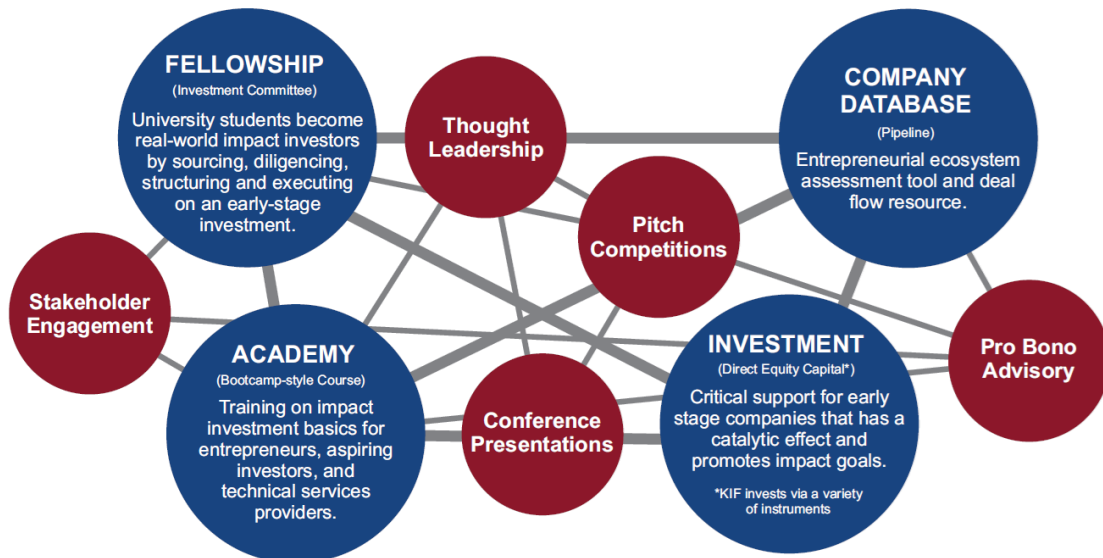 FELLOWSHIP
(Investment Committee)
University students become
real-world impact investors
by sourcing, diligencing,
structuring and executing
on an early-stage
investment.
Thought
Leadership
COMPANY
DATABASE
(Pipeline)
Entrepreneurial ecosystem
assessment tool and deal
flow resource.
Pitch
Competitions
Stakeholder
Engagement
ACADEMY
(Bootcamp-style Course)
Training on impact
investment basics for
entrepreneurs, aspiring
investors, and
technical services
providers.
Conference
Presentations
INVESTMENT
(Direct Equity Capital*)
Critical support for early
stage companies that has a
catalytic effect and
promotes impact goals.
*KIF invests via a variety
of instruments
Pro Bono
Advisory